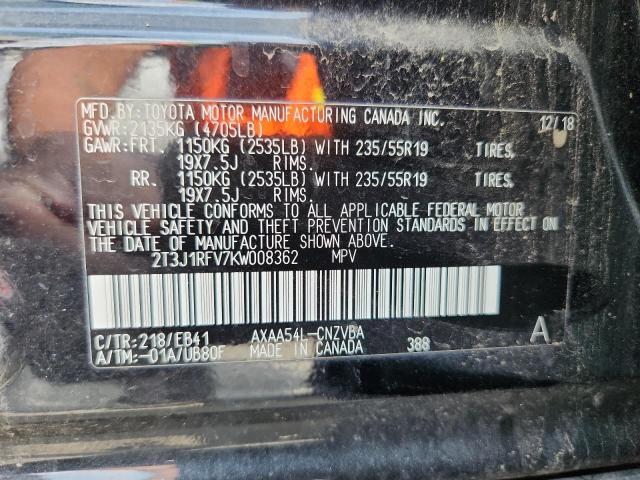 MFD.BY:TOYOTA MOTOR MANUFACTURING CANADA INC.
GVWR:2135KG (4705LB) 12/18
GAWR:FRT. 1150KG (2535LB) WITH 235/55R19 TIRES,
19X7.5J RIMS.
RR. 1150KG (2535LB) WITH 235/55R19 TIRES,
19X7.5J RIMS.
THIS VEHICLE CONFORMS TO ALL APPLICABLE FEDERAL MOTOR
VEHICLE SAFETY AND THEFT PREVENTION STANDARDS IN EFFECT ON
THE DATE OF MANUFACTURE SHOWN ABOVE.
2T3J1RFV7KW008362 MPV
C/TR:218/EB41 AXAA54L-CNZVBA A
A/TM:-01A/UB80F MADE IN CANADA 388